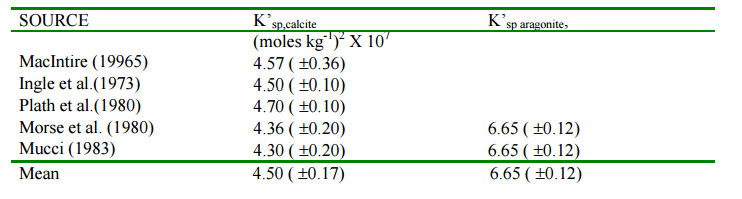 SOURCE K'sp,calcite K'sp aragonite,
(moles kg-1)2 X 107
MacIntire (19965) 4.57 ( ±0.36)
Ingle et al.(1973) 4.50 ( ±0.10)
Plath et al.(1980) 4.70 ( ±0.10)
Morse et al. (1980) 4.36 ( ±0.20) 6.65 ( ±0.12)
Mucci (1983) 4.30 ( ±0.20) 6.65 ( ±0.12)
Mean 4.50 ( ±0.17) 6.65 ( ±0.12)